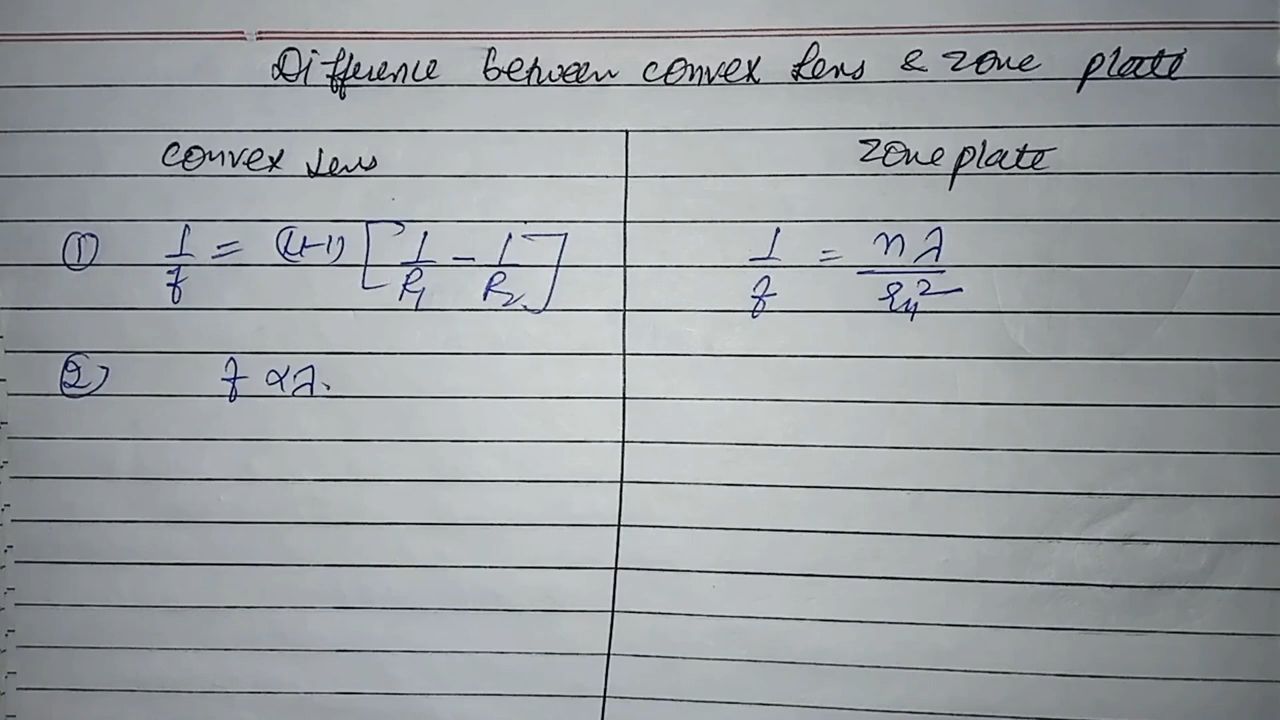 Difference between convex lens & zone plate
convex lens
zone plate
① 1/f = (μ-1) [1/R₁ - 1/R₂]
1/f = nλ/rₙ²
② f ∝ λ.